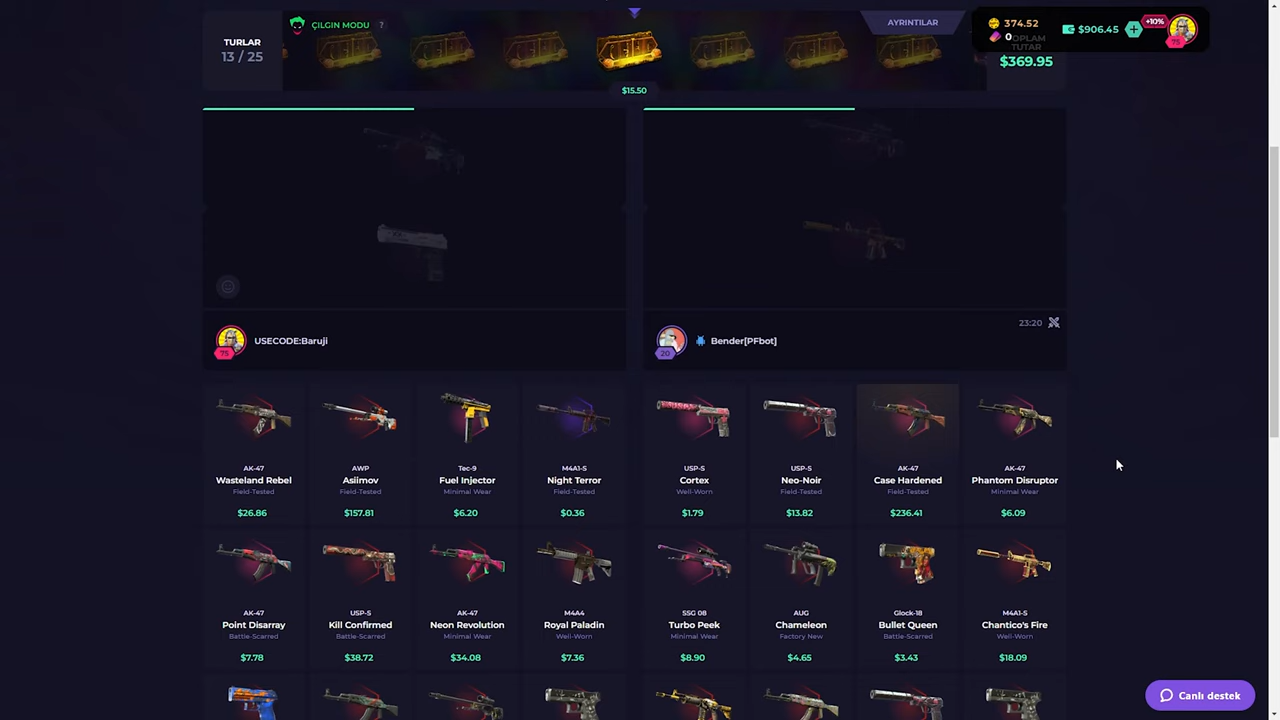 ÇILGIN MODU ?
AYRINTILAR
374.52
0
TOPLAM
TUTAR
$906.45
+10%
75
TURLAR
13 / 25
$369.95
$15.50
75
USECODE:Baruji
20
Bender[PFbot]
23:20
AK-47
Wasteland Rebel
Field-Tested
$26.86
AWP
Asiimov
Field-Tested
$157.81
Tec-9
Fuel Injector
Minimal Wear
$6.20
M4A1-S
Night Terror
Field-Tested
$0.36
USP-S
Cortex
Well-Worn
$1.79
USP-S
Neo-Noir
Field-Tested
$13.82
AK-47
Case Hardened
Field-Tested
$236.41
AK-47
Phantom Disruptor
Minimal Wear
$6.09
AK-47
Point Disarray
Battle-Scarred
$7.78
USP-S
Kill Confirmed
Battle-Scarred
$38.72
AK-47
Neon Revolution
Minimal Wear
$34.08
M4A4
Royal Paladin
Well-Worn
$7.36
SSG 08
Turbo Peek
Minimal Wear
$8.90
AUG
Chameleon
Factory New
$4.65
Glock-18
Bullet Queen
Battle-Scarred
$3.43
M4A1-S
Chantico's Fire
Well-Worn
$18.09
Canlı destek